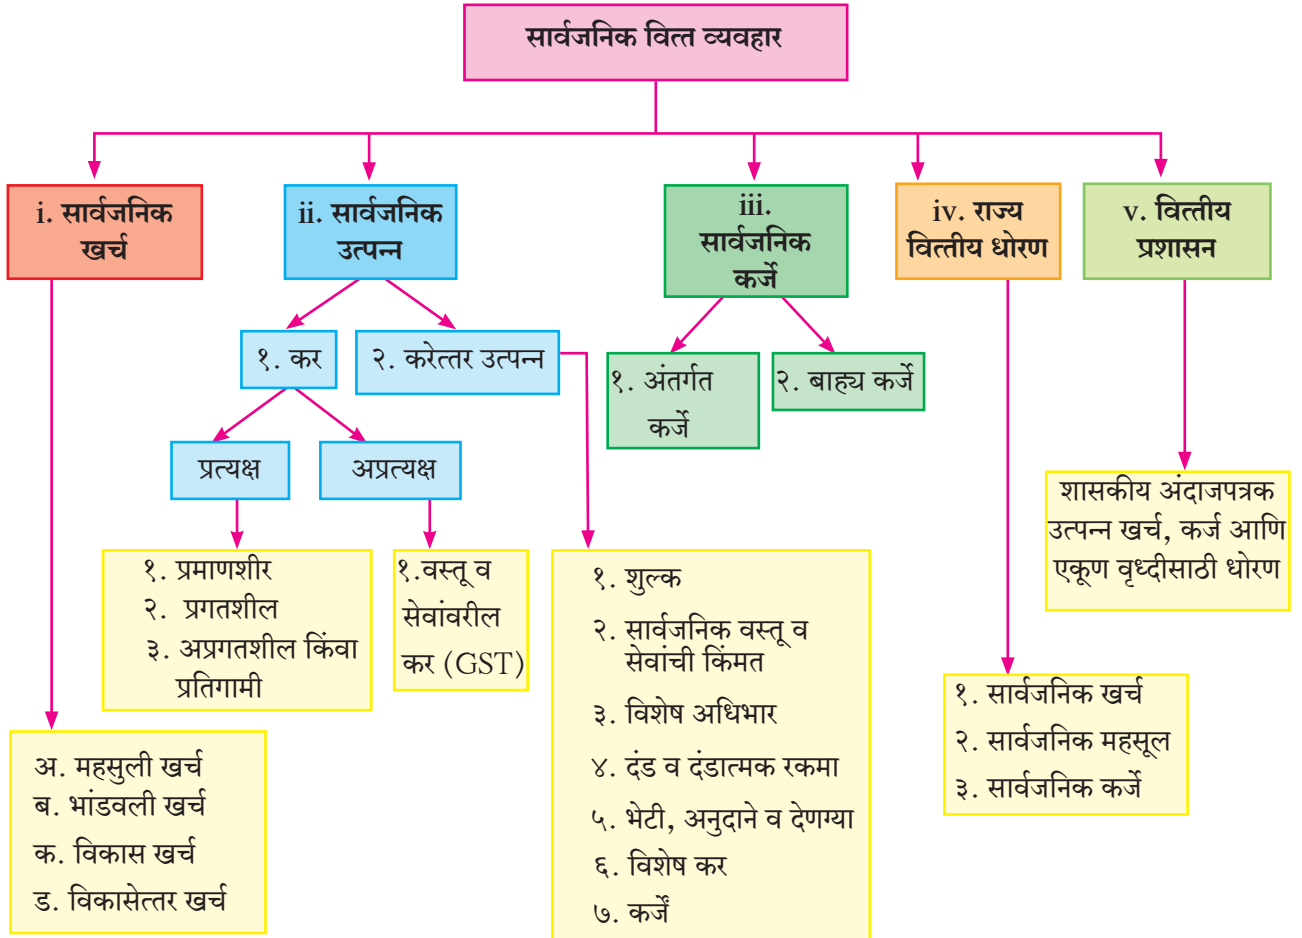 सार्वजनिक वित्त व्यवहार
i. सार्वजनिक
खर्च
ii. सार्वजनिक
उत्पन्न
iii.
सार्वजनिक
कर्जे
iv. राज्य
वित्तीय धोरण
v. वित्तीय
प्रशासन
१. कर
२. करेत्तर उत्पन्न
१. अंतर्गत
कर्जे
२. बाह्य कर्जे
प्रत्यक्ष
अप्रत्यक्ष
शासकीय अंदाजपत्रक
उत्पन्न खर्च, कर्ज आणि
एकूण वृध्दीसाठी धोरण
१. प्रमाणशीर
२. प्रगतशील
३. अप्रगतशील किंवा
प्रतिगामी
१.वस्तू व
सेवांवरील
कर (GST)
१. शुल्क
२. सार्वजनिक वस्तू व
सेवांची किंमत
३. विशेष अधिभार
४. दंड व दंडात्मक रकमा
५. भेटी, अनुदाने व देणग्या
६. विशेष कर
७. कर्जें
१. सार्वजनिक खर्च
२. सार्वजनिक महसूल
३. सार्वजनिक कर्जे
अ. महसुली खर्च
ब. भांडवली खर्च
क. विकास खर्च
ड. विकासेत्तर खर्च